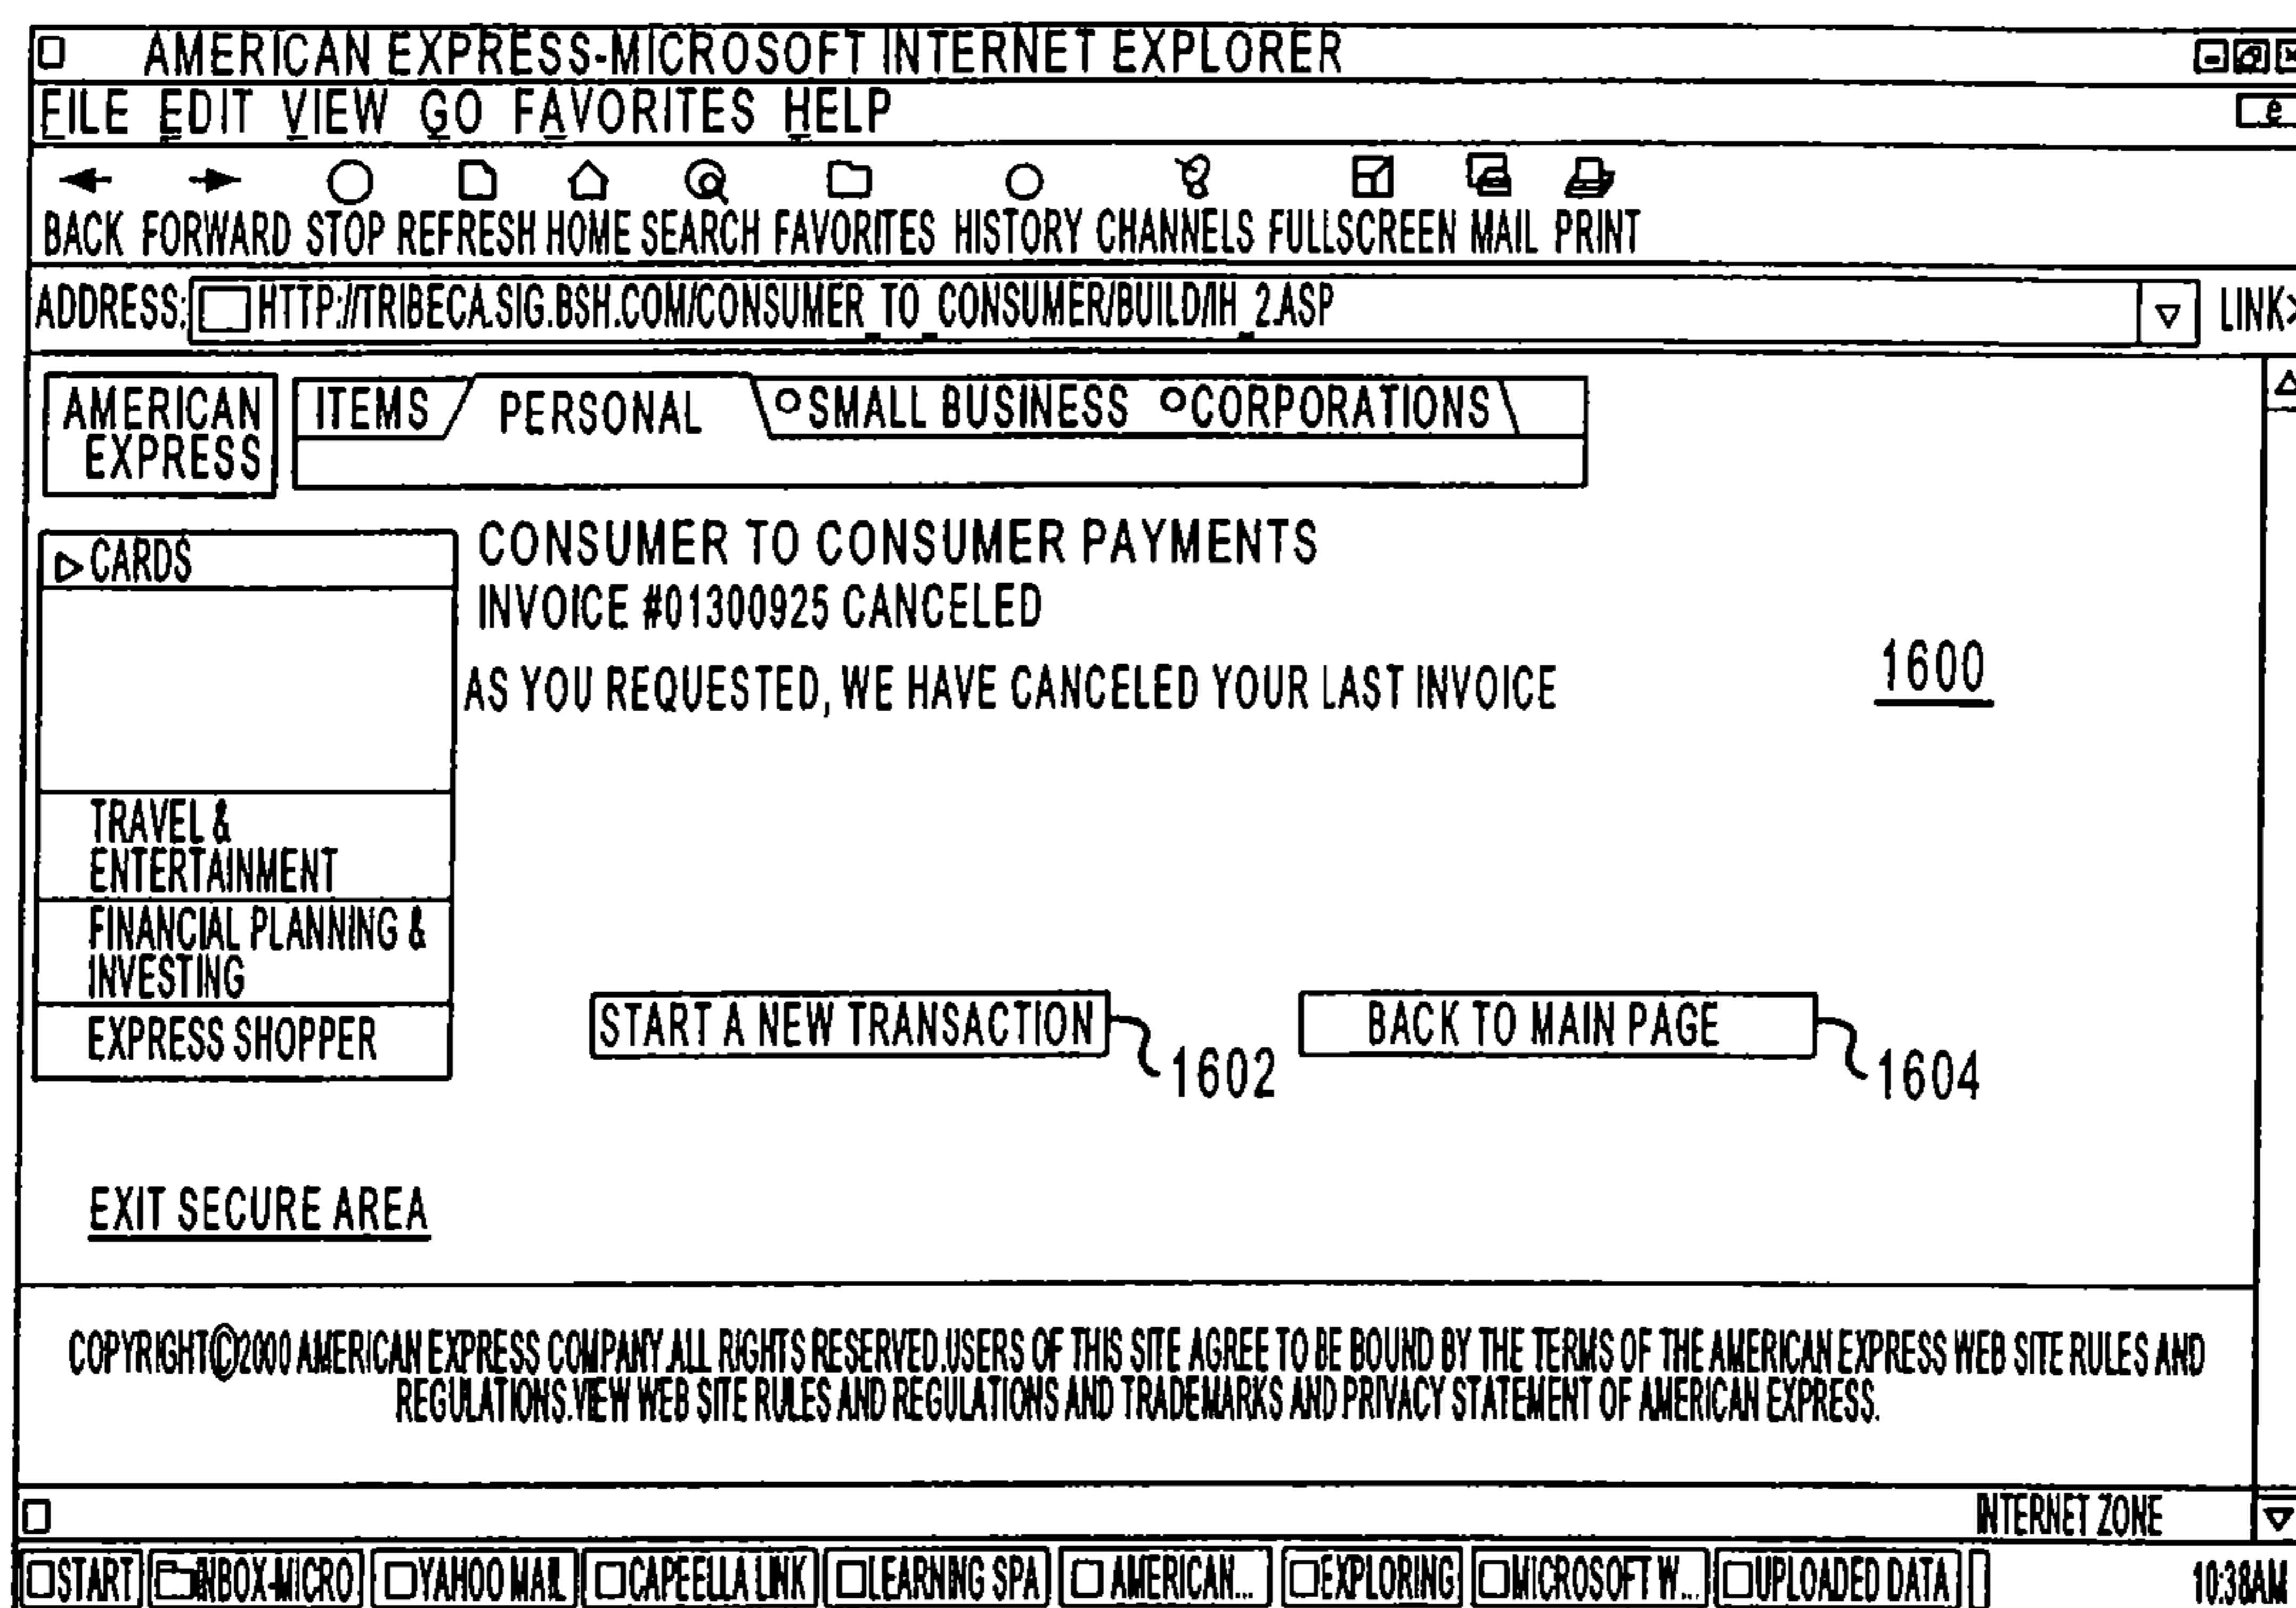 AMERICAN EXPRESS-MICROSOFT INTERNET EXPLORER
FILE EDIT VIEW GO FAVORITES HELP
e
BACK FORWARD STOP REFRESH HOME SEARCH FAVORITES HISTORY CHANNELS FULLSCREEN MAIL PRINT
ADDRESS: HTTP://TRIBECA.SIG.BSH.COM/CONSUMER_TO_CONSUMER/BUILD/IH_2.ASP LINK>
AMERICAN
EXPRESS
ITEMS PERSONAL SMALL BUSINESS CORPORATIONS
CARDS
TRAVEL &
ENTERTAINMENT
FINANCIAL PLANNING &
INVESTING
EXPRESS SHOPPER
CONSUMER TO CONSUMER PAYMENTS
INVOICE #01300925 CANCELED
AS YOU REQUESTED, WE HAVE CANCELED YOUR LAST INVOICE
1600
START A NEW TRANSACTION 1602
BACK TO MAIN PAGE 1604
EXIT SECURE AREA
COPYRIGHT©2000 AMERICAN EXPRESS COMPANY.ALL RIGHTS RESERVED.USERS OF THIS SITE AGREE TO BE BOUND BY THE TERMS OF THE AMERICAN EXPRESS WEB SITE RULES AND
REGULATIONS.VIEW WEB SITE RULES AND REGULATIONS AND TRADEMARKS AND PRIVACY STATEMENT OF AMERICAN EXPRESS.
INTERNET ZONE
START INBOX-MICRO YAHOO MAIL CAPEELLA LINK LEARNING SPA AMERICAN... EXPLORING MICROSOFT W... UPLOADED DATA 10:38AM